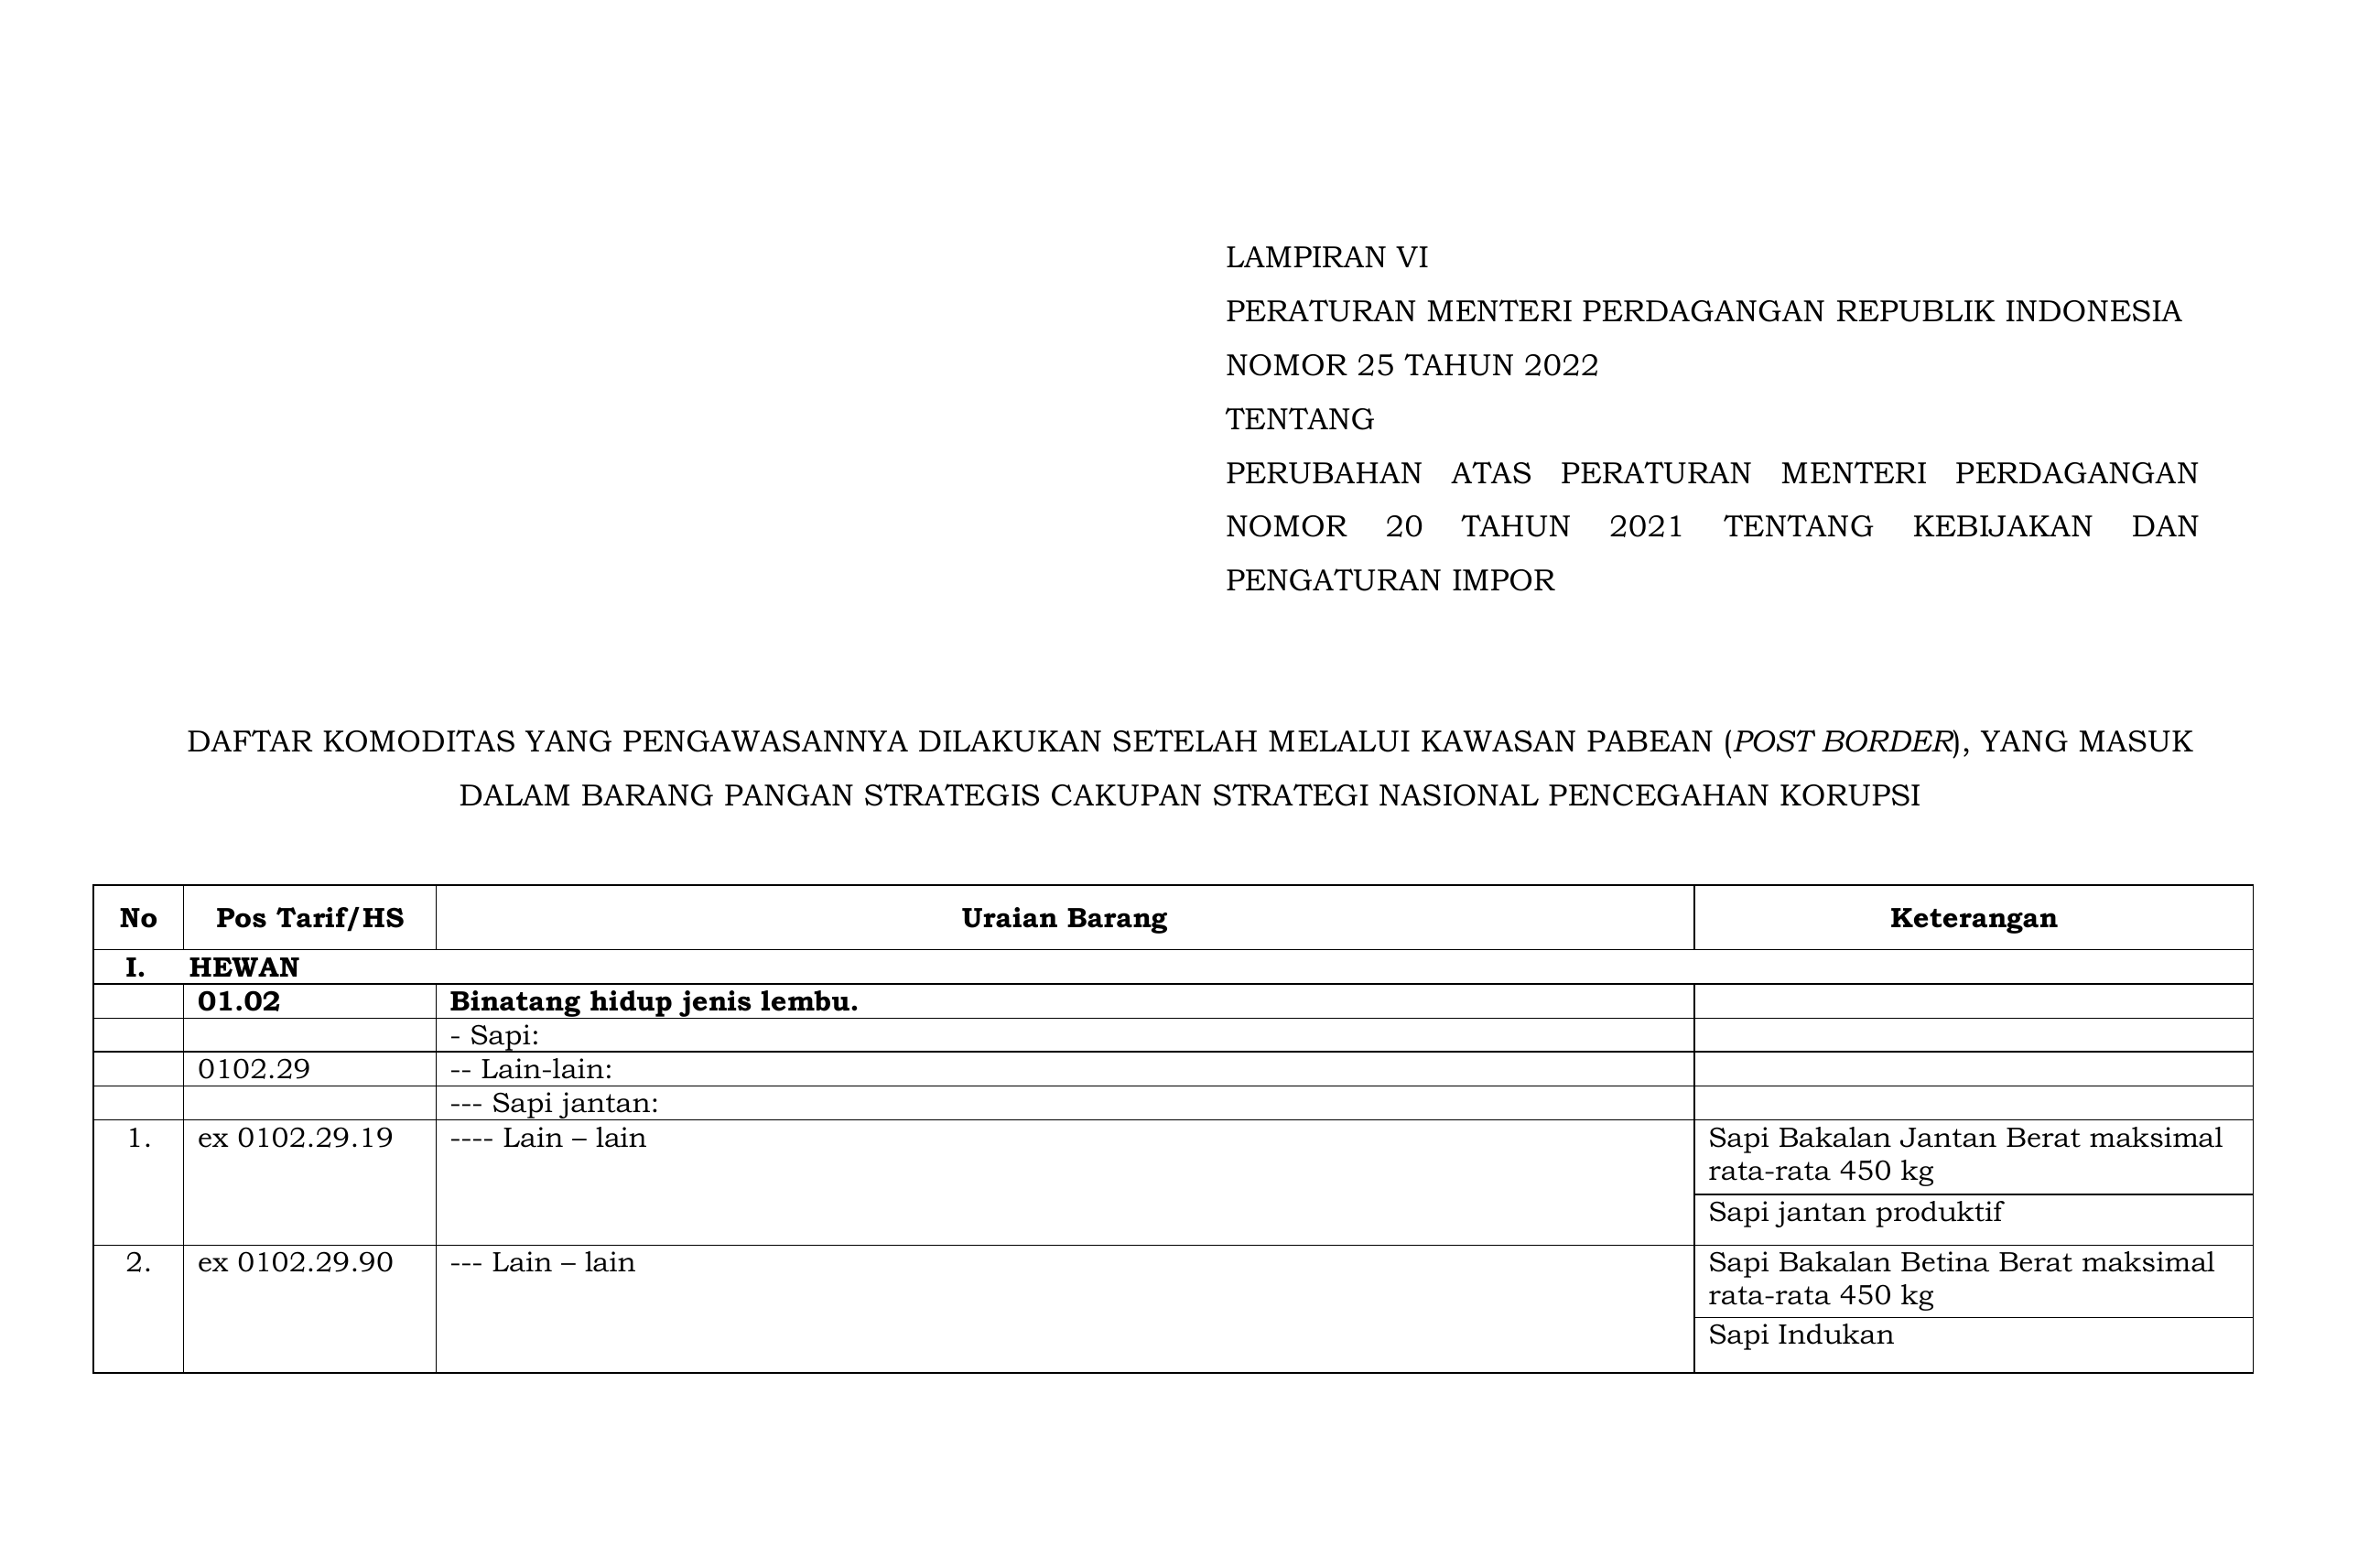 LAMPIRAN VI
PERATURAN MENTERI PERDAGANGAN REPUBLIK INDONESIA
NOMOR 25 TAHUN 2022
TENTANG
PERUBAHAN ATAS PERATURAN MENTERI PERDAGANGAN
NOMOR 20 TAHUN 2021 TENTANG KEBIJAKAN DAN
PENGATURAN IMPOR
DAFTAR KOMODITAS YANG PENGAWASANNYA DILAKUKAN SETELAH MELALUI KAWASAN PABEAN (POST BORDER), YANG MASUK
DALAM BARANG PANGAN STRATEGIS CAKUPAN STRATEGI NASIONAL PENCEGAHAN KORUPSI
No Pos Tarif/HS Uraian Barang Keterangan
I. HEWAN
01.02 Binatang hidup jenis lembu.
- Sapi:
0102.29 -- Lain-lain:
--- Sapi jantan:
1. ex 0102.29.19 ---- Lain – lain Sapi Bakalan Jantan Berat maksimal
rata-rata 450 kg
Sapi jantan produktif
2. ex 0102.29.90 --- Lain – lain Sapi Bakalan Betina Berat maksimal
rata-rata 450 kg
Sapi Indukan